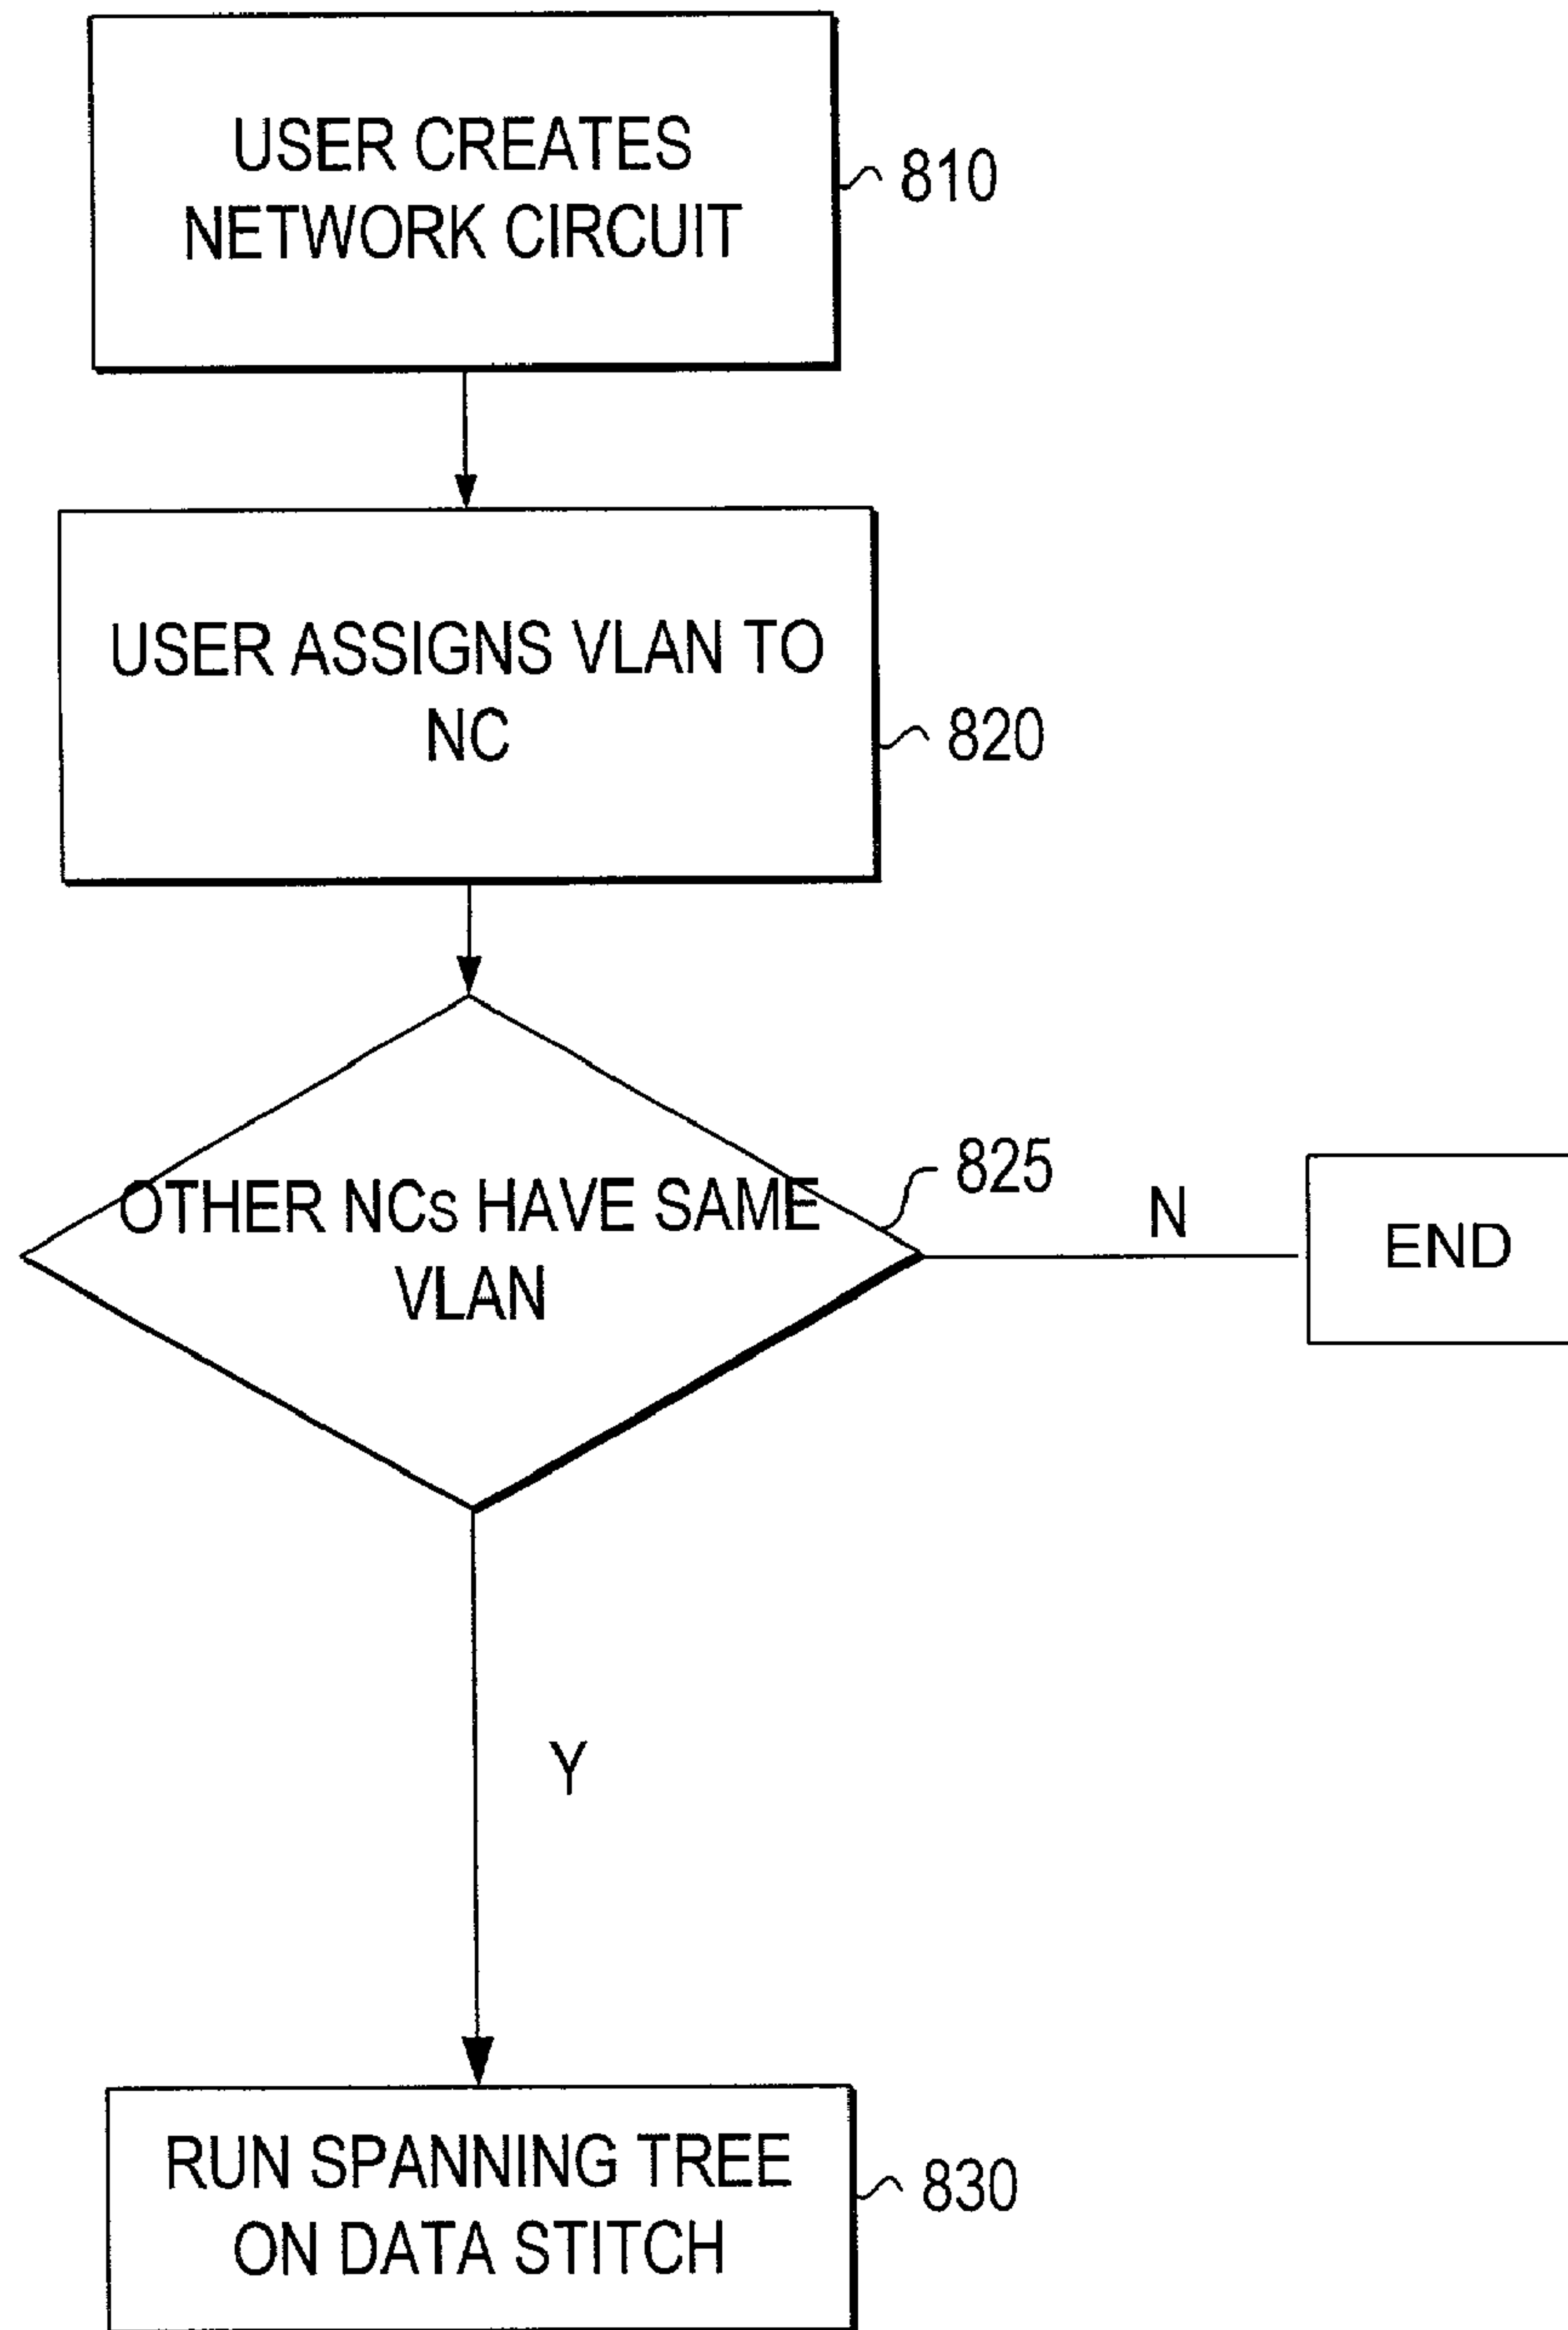 USER CREATES
NETWORK CIRCUIT
810
USER ASSIGNS VLAN TO
NC
820
OTHER NCs HAVE SAME
VLAN
825
N
END
Y
RUN SPANNING TREE
ON DATA STITCH
830